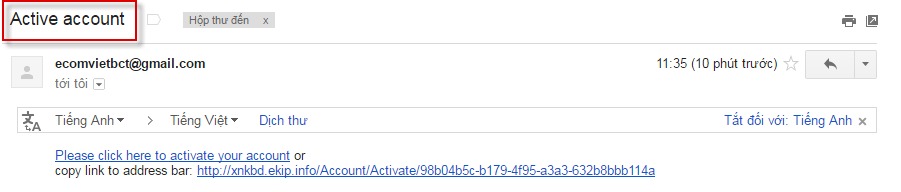 Active account Hộp thư đến x
ecomvietbct@gmail.com 11:35 (10 phút trước)
tới tôi
Tiếng Anh > Tiếng Việt Dịch thư Tắt đối với: Tiếng Anh x
Please click here to activate your account or
copy link to address bar: http://xnkbd.ekip.info/Account/Activate/98b04b5c-b179-4f95-a3a3-632b8bbb114a